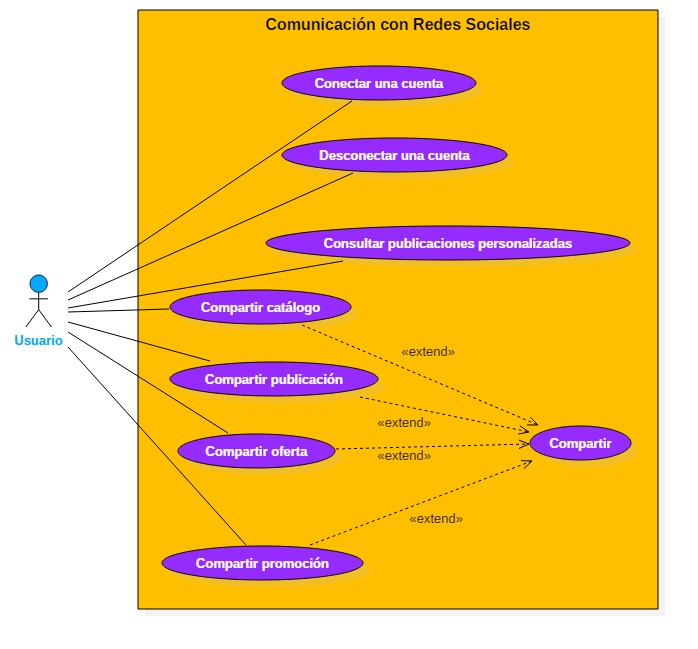 Comunicación con Redes Sociales
Conectar una cuenta
Desconectar una cuenta
Consultar publicaciones personalizadas
Usuario
Compartir catálogo
«extend»
Compartir publicación
«extend»
Compartir oferta
«extend»
Compartir
«extend»
Compartir promoción